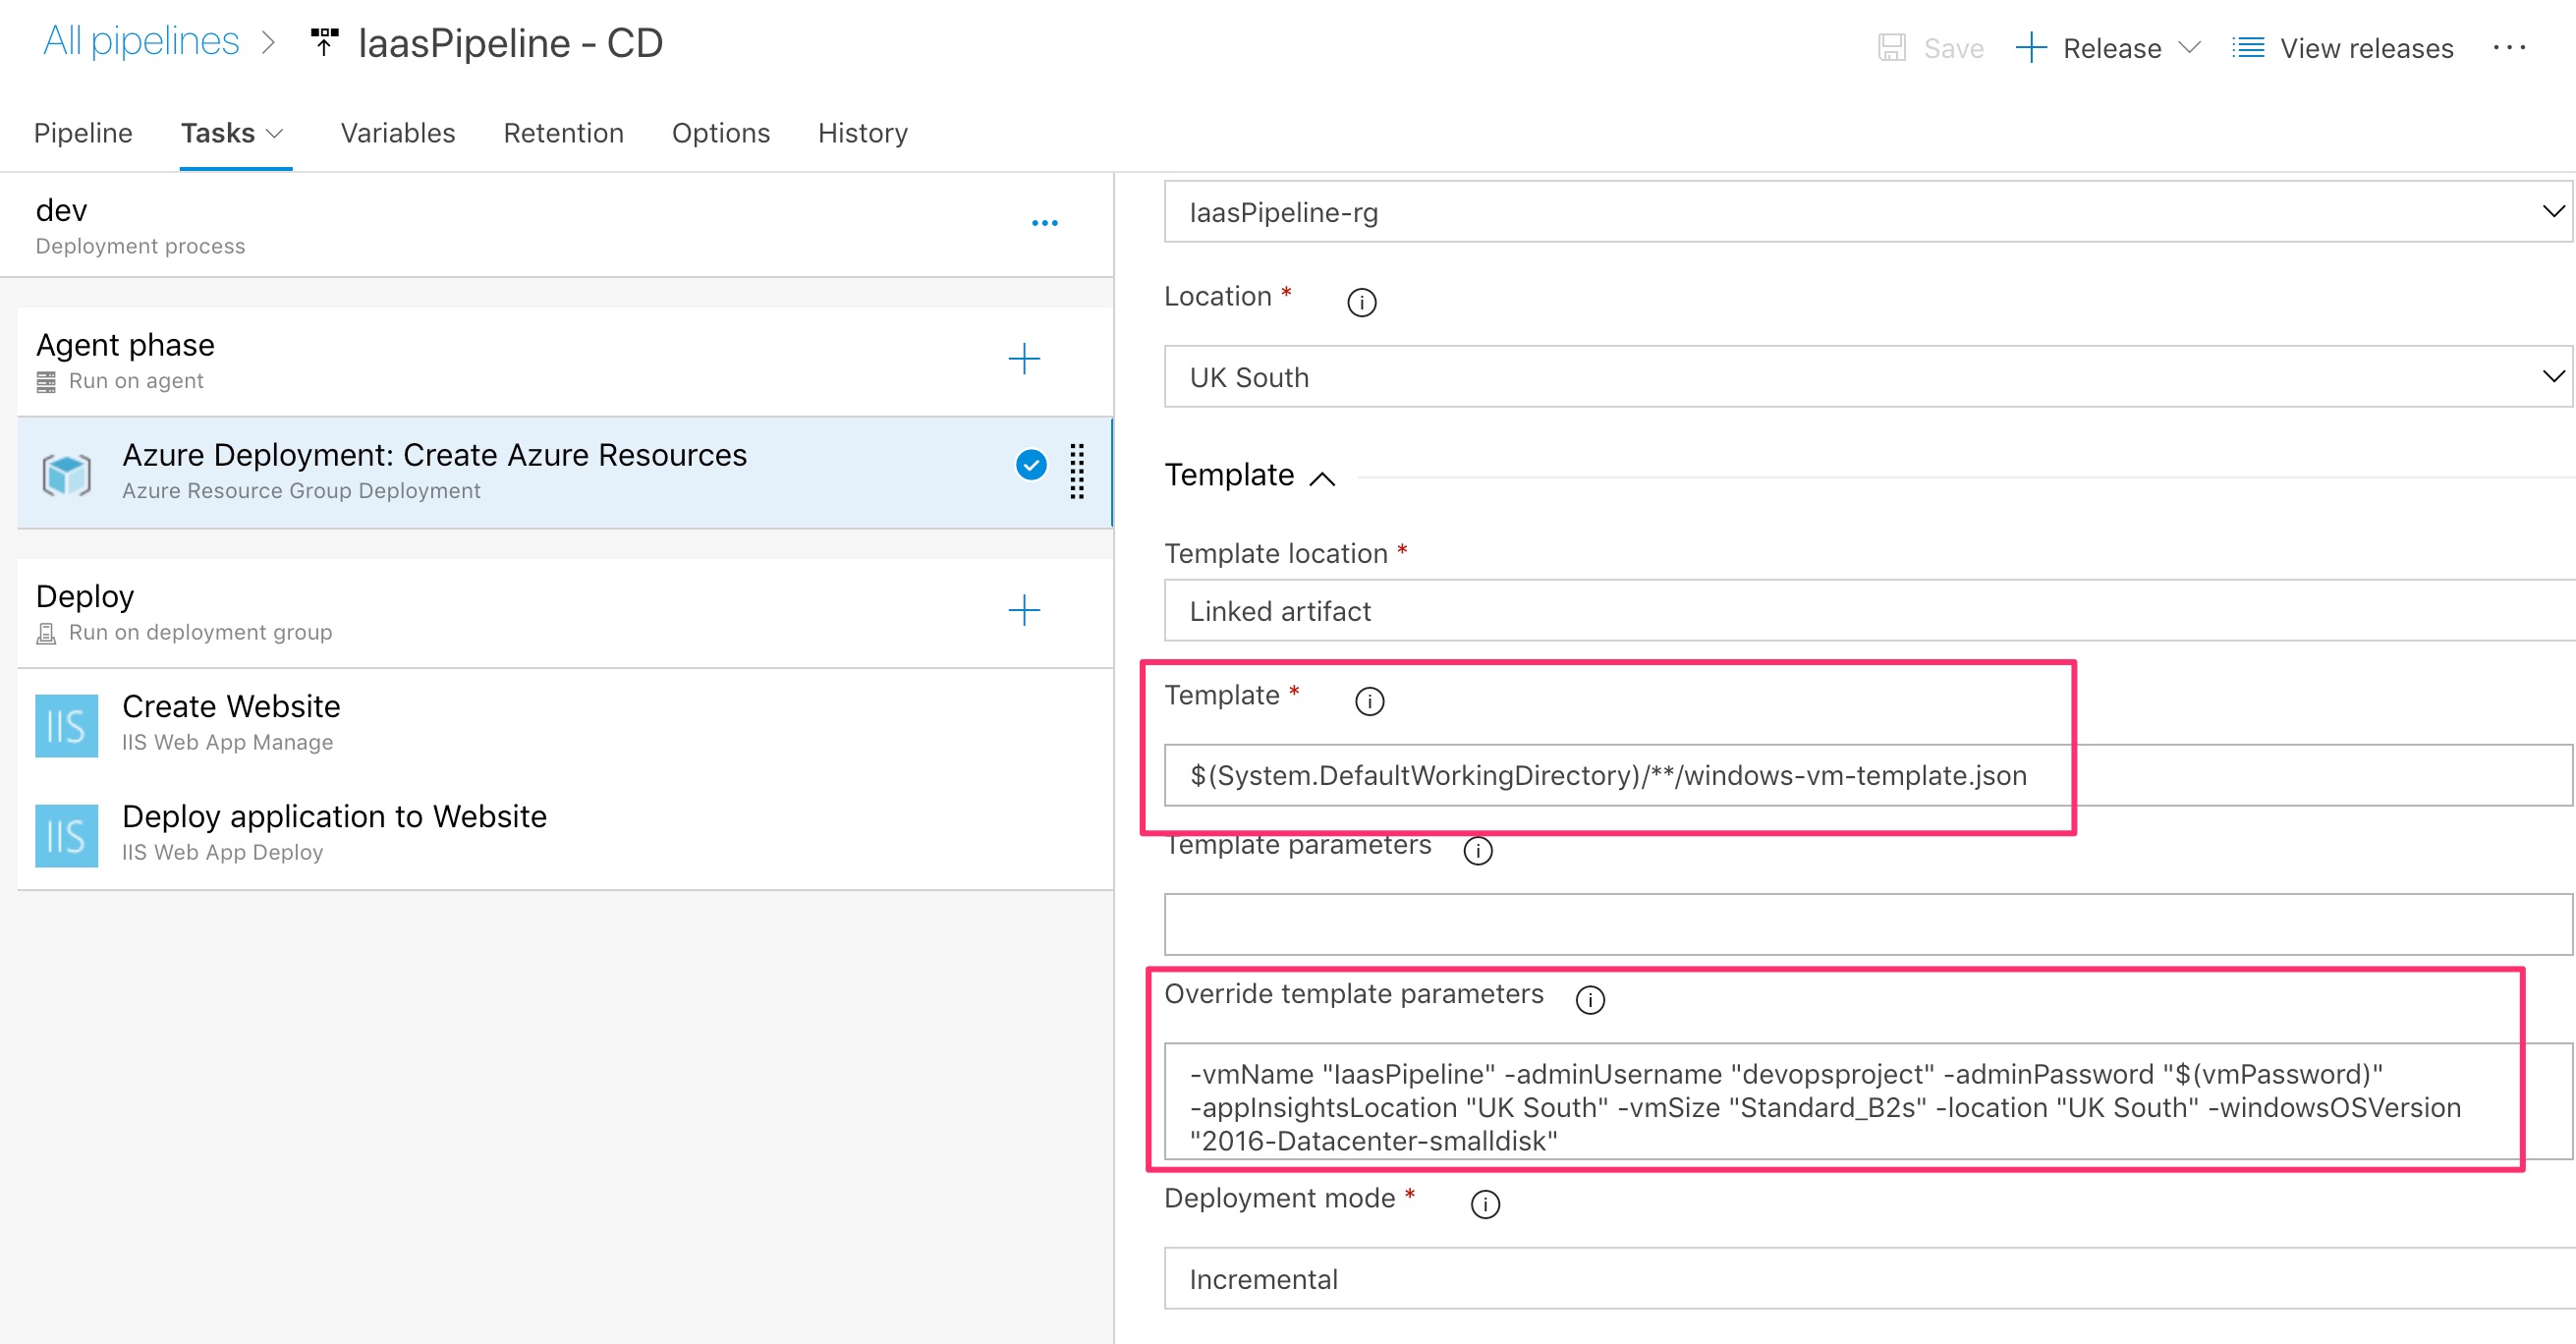 All pipelines > IaasPipeline - CD
Save + Release View releases ...
Pipeline Tasks Variables Retention Options History
dev
Deployment process
Agent phase
Run on agent
Azure Deployment: Create Azure Resources
Azure Resource Group Deployment
Deploy
Run on deployment group
IIS
Create Website
IIS Web App Manage
IIS
Deploy application to Website
IIS Web App Deploy
IaasPipeline-rg
Location *
UK South
Template
Template location *
Linked artifact
Template *
$(System.DefaultWorkingDirectory)/**/windows-vm-template.json
Template parameters
Override template parameters
-vmName "IaasPipeline" -adminUsername "devopsproject" -adminPassword "$(vmPassword)"
-appInsightsLocation "UK South" -vmSize "Standard_B2s" -location "UK South" -windowsOSVersion
"2016-Datacenter-smalldisk"
Deployment mode *
Incremental